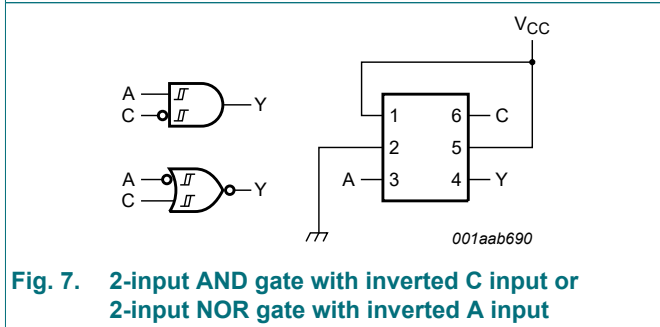 VCC
A
C
Y
A
C
Y
1 6 C
2 5
A 3 4 Y
001aab690
Fig. 7. 2-input AND gate with inverted C input or
2-input NOR gate with inverted A input